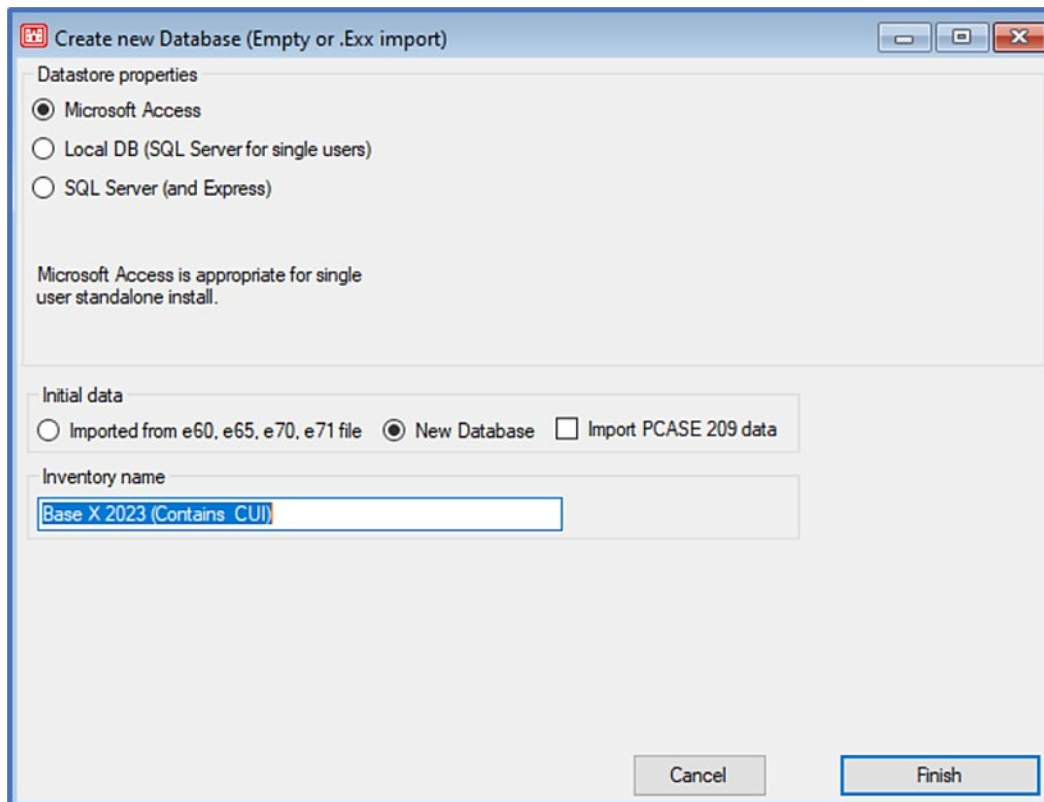 Create new Database (Empty or .Exx import)
Datastore properties
Microsoft Access
Local DB (SQL Server for single users)
SQL Server (and Express)
Microsoft Access is appropriate for single
user standalone install.
Initial data
Imported from e60, e65, e70, e71 file New Database Import PCASE 209 data
Inventory name
Base X 2023 (Contains CUI)
Cancel Finish